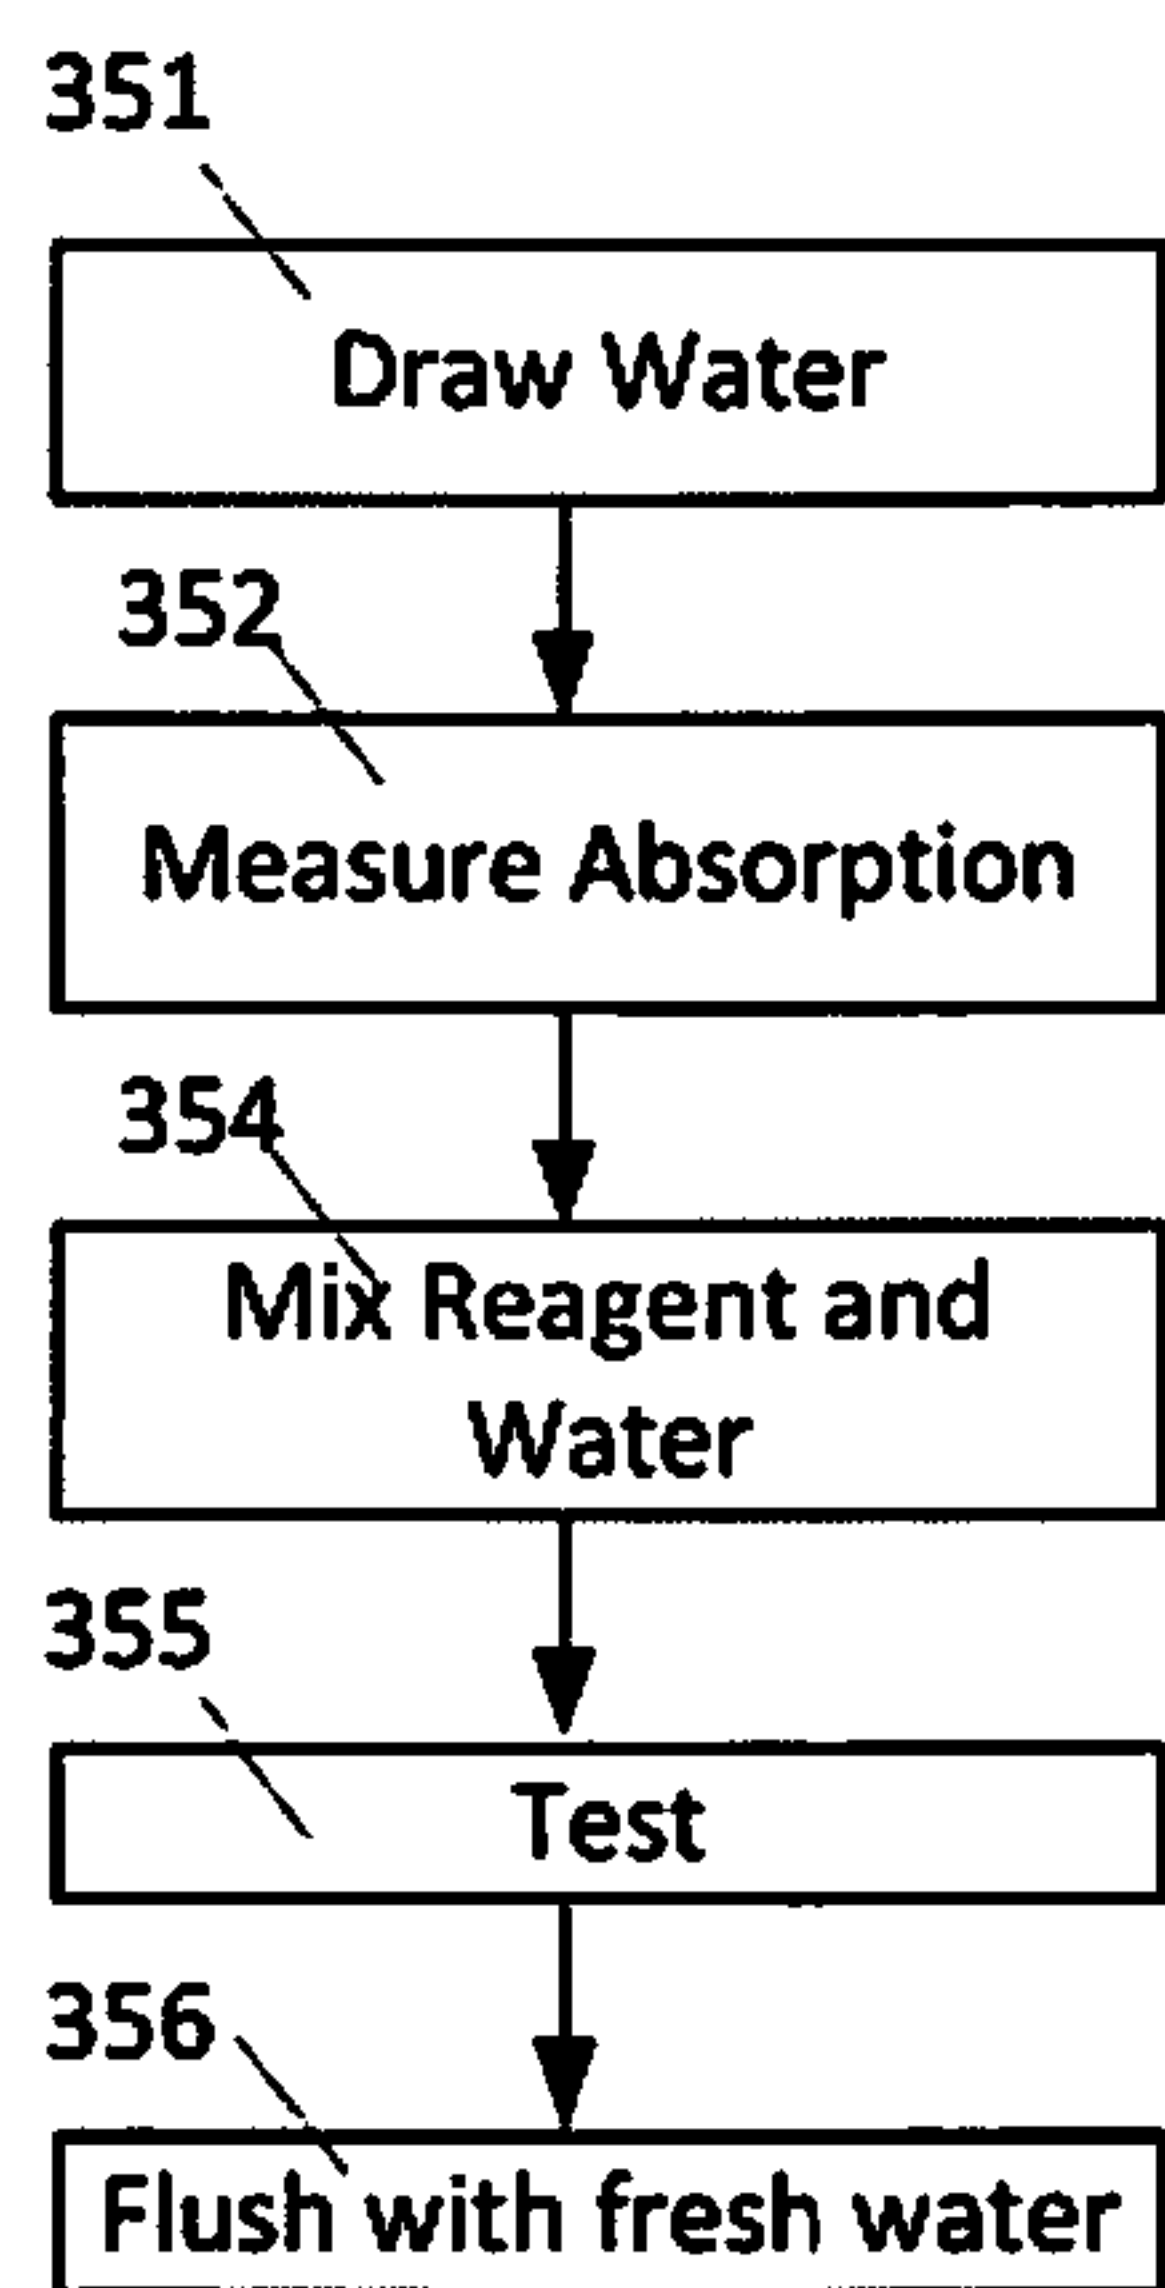 351
Draw Water
352
Measure Absorption
354
Mix Reagent and
Water
355
Test
356
Flush with fresh water